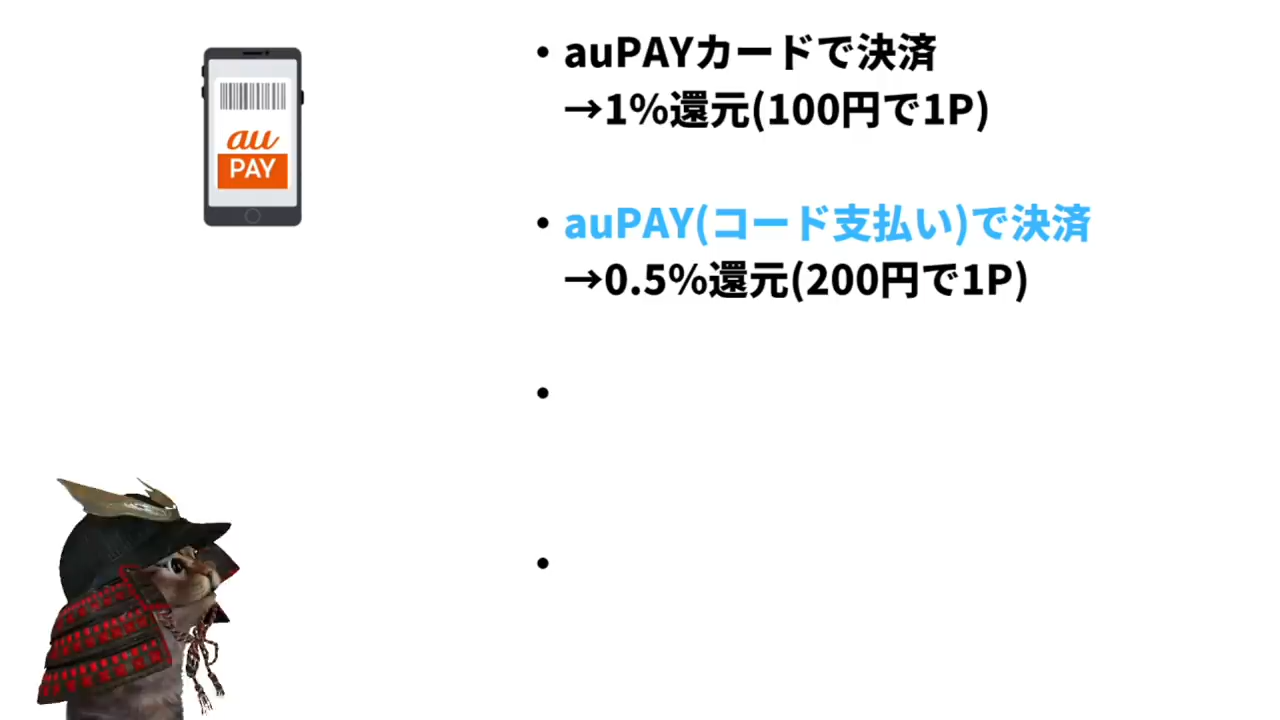 au
PAY
・auPAYカードで決済
→1%還元(100円で1P)
・auPAY(コード支払い)で決済
→0.5%還元(200円で1P)
・
・